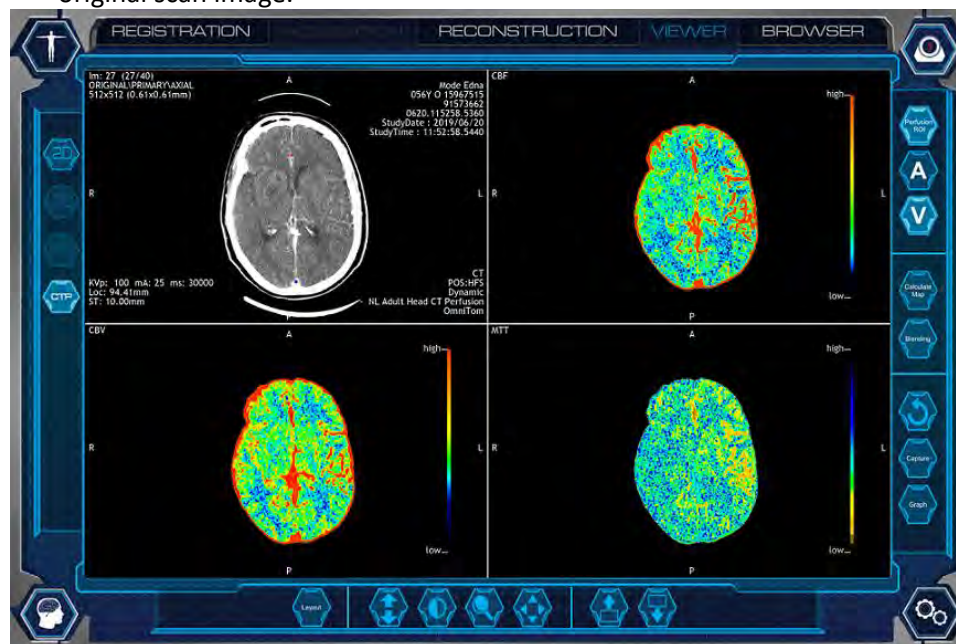 original scan image.
REGISTRATION
RECONSTRUCTION
VIEWER
BROWSER
Im: 27 (27/40)
ORIGINAL\PRIMARY\AXIAL
512x512 (0.61x0.61mm)
A
Mode Edna
056Y O 15967515
91573662
0620.115258.5360
StudyDate : 2019/06/20
StudyTime : 11:52:58.5440
R
L
KVp: 100 mA: 25 ms: 30000
Loc: 94.41mm
ST: 10.00mm
CT
POS:HFS
Dynamic
NL Adult Head CT Perfusion
OmniTom
P
CBF
A
high
R
L
low
P
CBV
A
high
R
L
low
P
MTT
A
high
R
L
low
P
2D
CTP
Perfusion
ROI
A
V
Calculate
Map
Blending
Capture
Graph
Layout